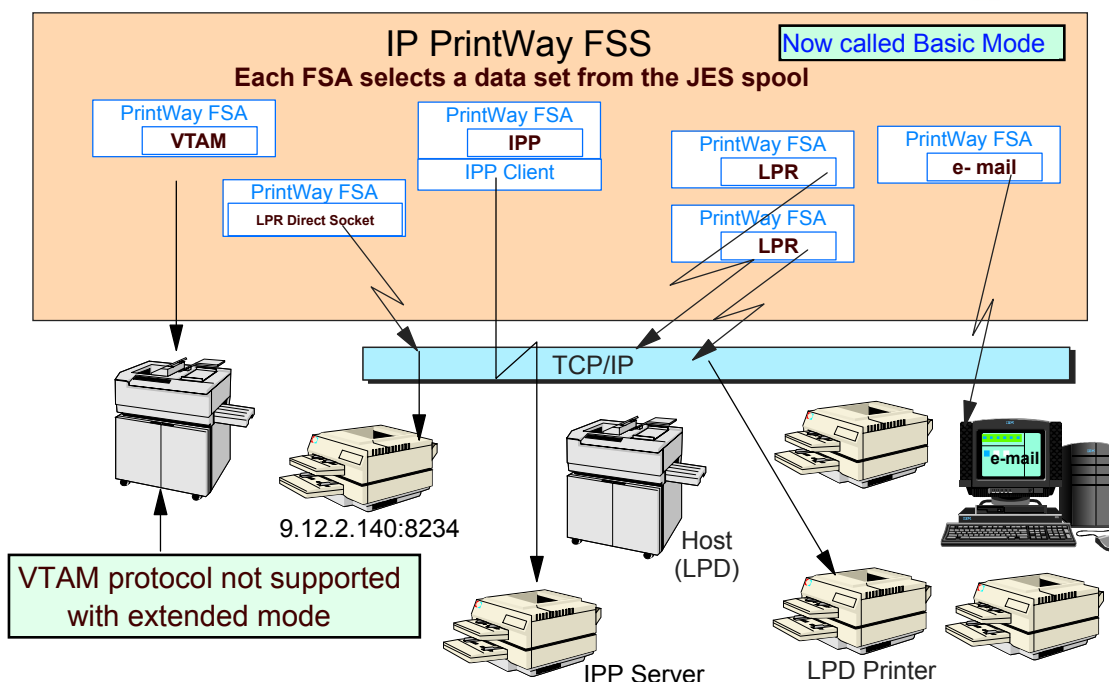 IP PrintWay FSS
Now called Basic Mode
Each FSA selects a data set from the JES spool
PrintWay FSA
VTAM
PrintWay FSA
LPR Direct Socket
PrintWay FSA
IPP
IPP Client
PrintWay FSA
LPR
PrintWay FSA
LPR
PrintWay FSA
e- mail
TCP/IP
9.12.2.140:8234
Host
(LPD)
e-mail
VTAM protocol not supported
with extended mode
IPP Server
LPD Printer